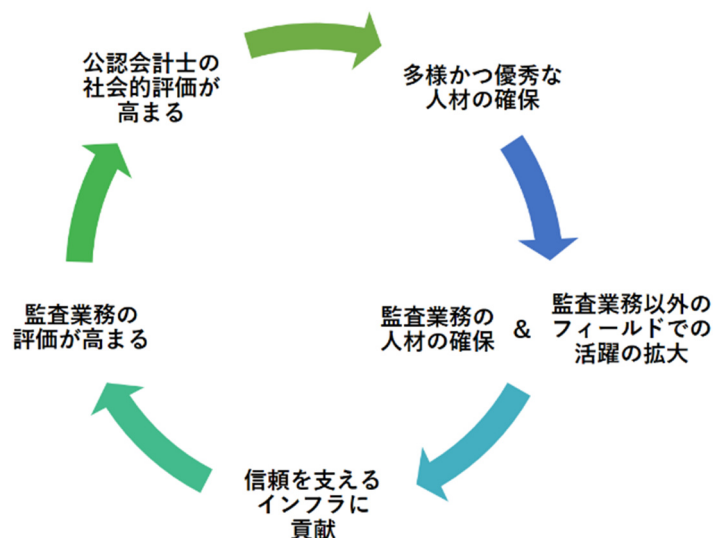 公認会計士の
社会的評価が
高まる
多様かつ優秀な
人材の確保
監査業務の
人材の確保
&
監査業務以外の
フィールドでの
活躍の拡大
信頼を支える
インフラに
貢献
監査業務の
評価が高まる